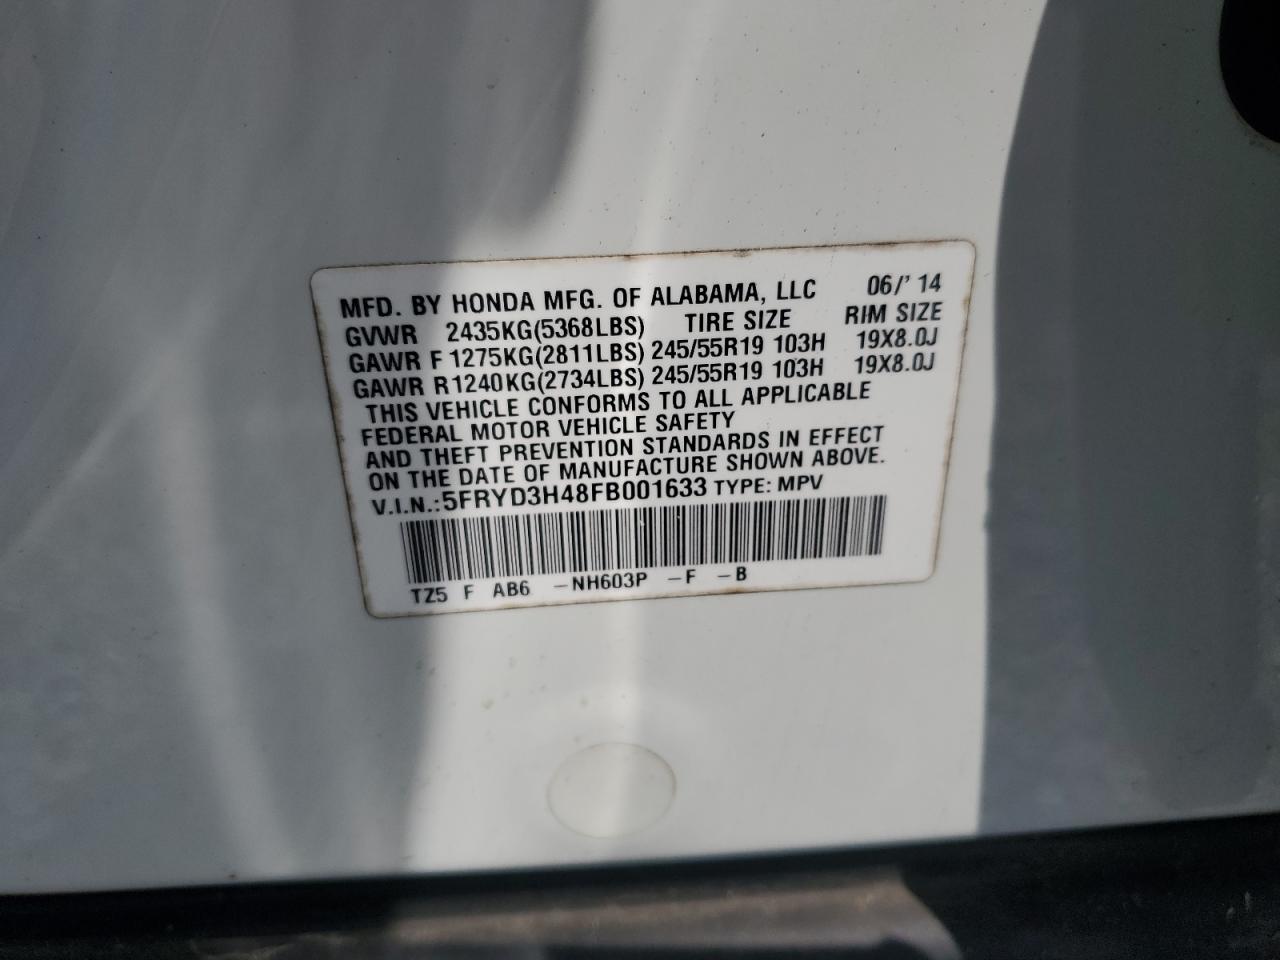 MFD. BY HONDA MFG. OF ALABAMA, LLC 06/' 14
GVWR 2435KG(5368LBS) TIRE SIZE RIM SIZE
GAWR F 1275KG(2811LBS) 245/55R19 103H 19X8.0J
GAWR R 1240KG(2734LBS) 245/55R19 103H 19X8.0J
THIS VEHICLE CONFORMS TO ALL APPLICABLE
FEDERAL MOTOR VEHICLE SAFETY
AND THEFT PREVENTION STANDARDS IN EFFECT
ON THE DATE OF MANUFACTURE SHOWN ABOVE.
V.I.N.:5FRYD3H48FB001633 TYPE: MPV
TZ5 F AB6 -NH603P -F -B